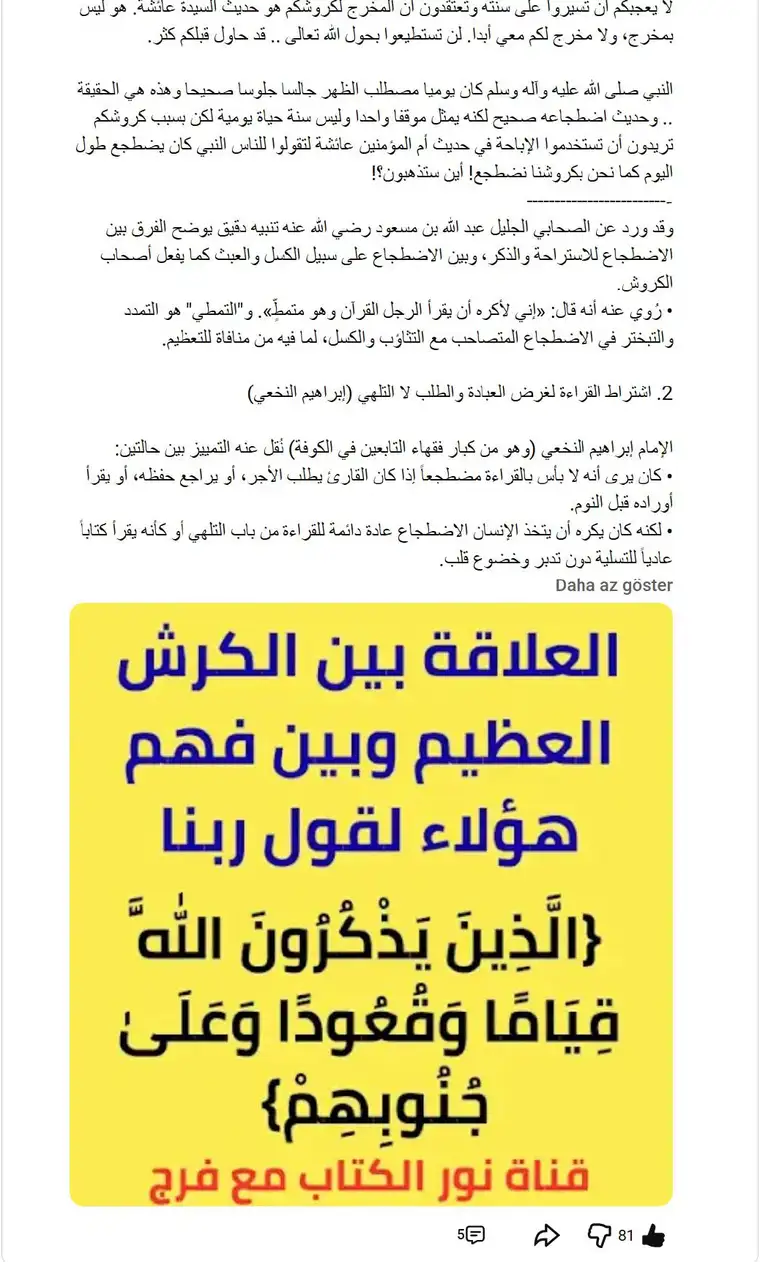 لا يعجبكم أن تسيروا على سنته وتعتقدون أن المخرج لكروشكم هو حديث السيدة عائشة. هو ليس
بمخرج، ولا مخرج لكم معي أبدا. لن تستطيعوا بحول الله تعالى .. قد حاول قبلكم كثر.
النبي صلى الله عليه وآله وسلم كان يوميا مصطلب الظهر جالسا جلوسا صحيحا وهذه هي الحقيقة
.. وحديث اضطجاعه صحيح لكنه يمثل موقفا واحدا وليس سنة حياة يومية لكن بسبب كروشكم
تريدون أن تستخدموا الإباحة في حديث أم المؤمنين عائشة لتقولوا للناس النبي كان يضطجع طول
اليوم كما نحن بكروشنا نضطجع! أين ستذهبون؟!
--------------------------
وقد ورد عن الصحابي الجليل عبد الله بن مسعود رضي الله عنه تنبيه دقيق يوضح الفرق بين
الاضطجاع للاستراحة والذكر، وبين الاضطجاع على سبيل الكسل والعبث كما يفعل أصحاب
الكروش.
• رُوي عنه أنه قال: «إني لأكره أن يقرأ الرجل القرآن وهو متمطٍّ». و"التمطي" هو التمدد
والتبختر في الاضطجاع المتصاحب مع التثاؤب والكسل، لما فيه من منافاة للتعظيم.
2. اشتراط القراءة لغرض العبادة والطلب لا التلهي (إبراهيم النخعي)
الإمام إبراهيم النخعي (وهو من كبار فقهاء التابعين في الكوفة) نُقل عنه التمييز بين حالتين:
• كان يرى أنه لا بأس بالقراءة مضطجعاً إذا كان القارئ يطلب الأجر، أو يراجع حفظه، أو يقرأ
أوراده قبل النوم.
• لكنه كان يكره أن يتخذ الإنسان الاضطجاع عادة دائمة للقراءة من باب التلهي أو كأنه يقرأ كتاباً
عادياً للتسلية دون تدبر وخضوع قلب.
Daha az göster
العلاقة بين الكرش
العظيم وبين فهم
هؤلاء لقول ربنا
{الَّذِينَ يَذْكُرُونَ اللَّهَ
قِيَامًا وَقُعُودًا وَعَلَىٰ
جُنُوبِهِمْ}
قناة نور الكتاب مع فرج
81
5